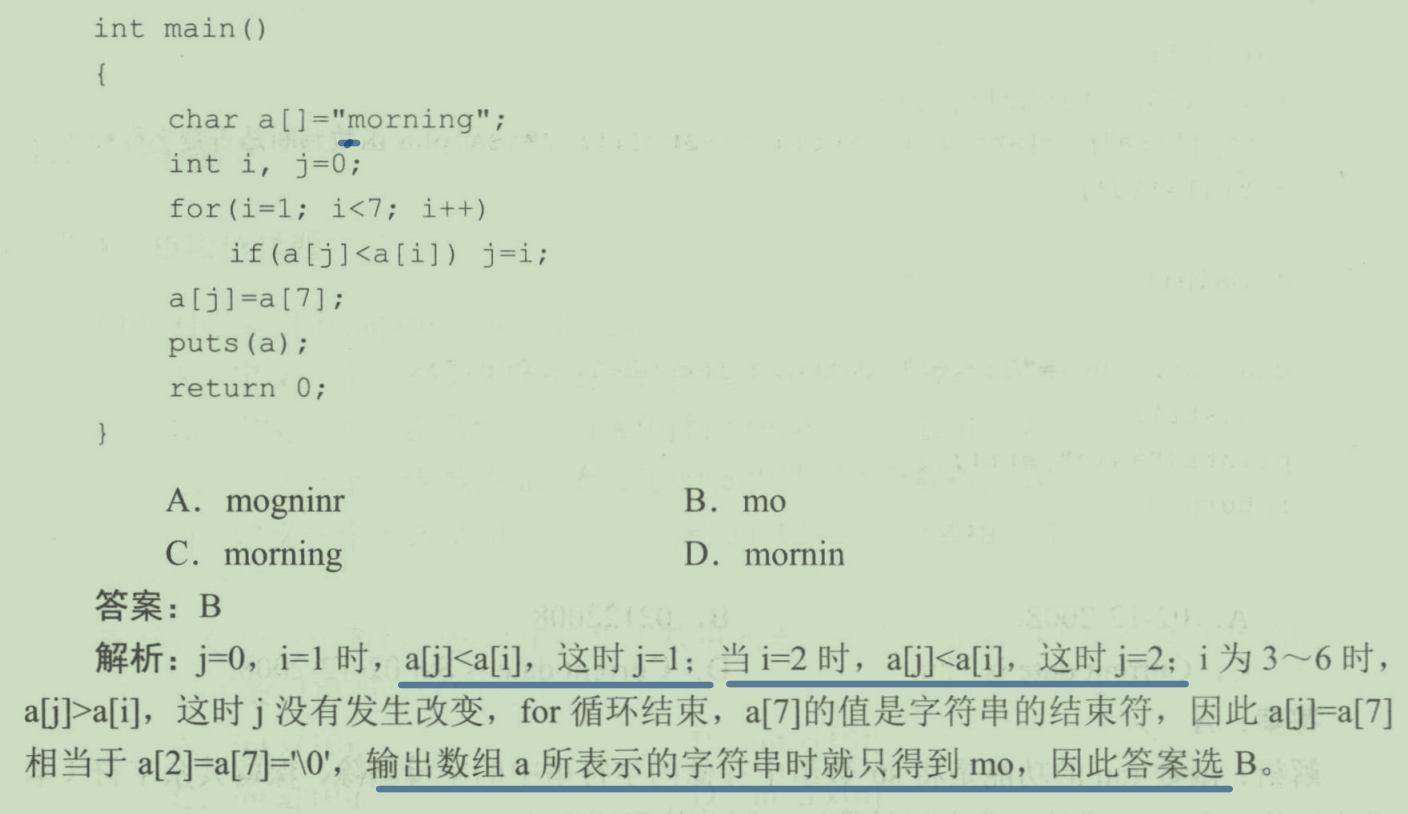 int main()
{
char a[]="morning";
int i, j=0;
for(i=1; i<7; i++)
if(a[j]<a[i]) j=i;
a[j]=a[7];
puts(a);
return 0;
}
A. mogninr B. mo
C. morning D. mornin
答案：B
解析：j=0，i=1 时，a[j]<a[i]，这时 j=1；当 i=2 时，a[j]<a[i]，这时 j=2；i 为 3～6 时，
a[j]>a[i]，这时 j 没有发生改变，for 循环结束，a[7]的值是字符串的结束符，因此 a[j]=a[7]
相当于 a[2]=a[7]='\0'，输出数组 a 所表示的字符串时就只得到 mo，因此答案选 B。